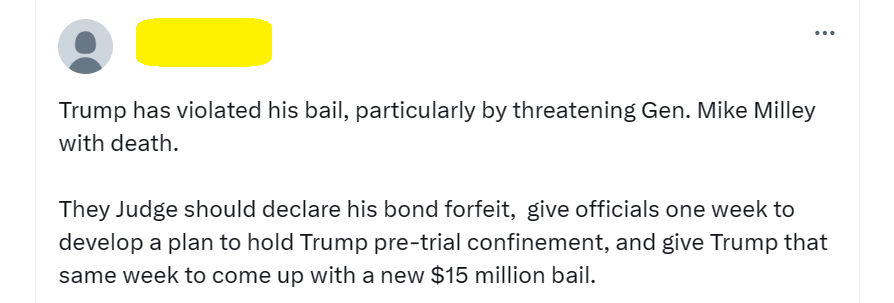 Trump has violated his bail, particularly by threatening Gen. Mike Milley
with death.
They Judge should declare his bond forfeit,  give officials one week to
develop a plan to hold Trump pre-trial confinement, and give Trump that
same week to come up with a new $15 million bail.